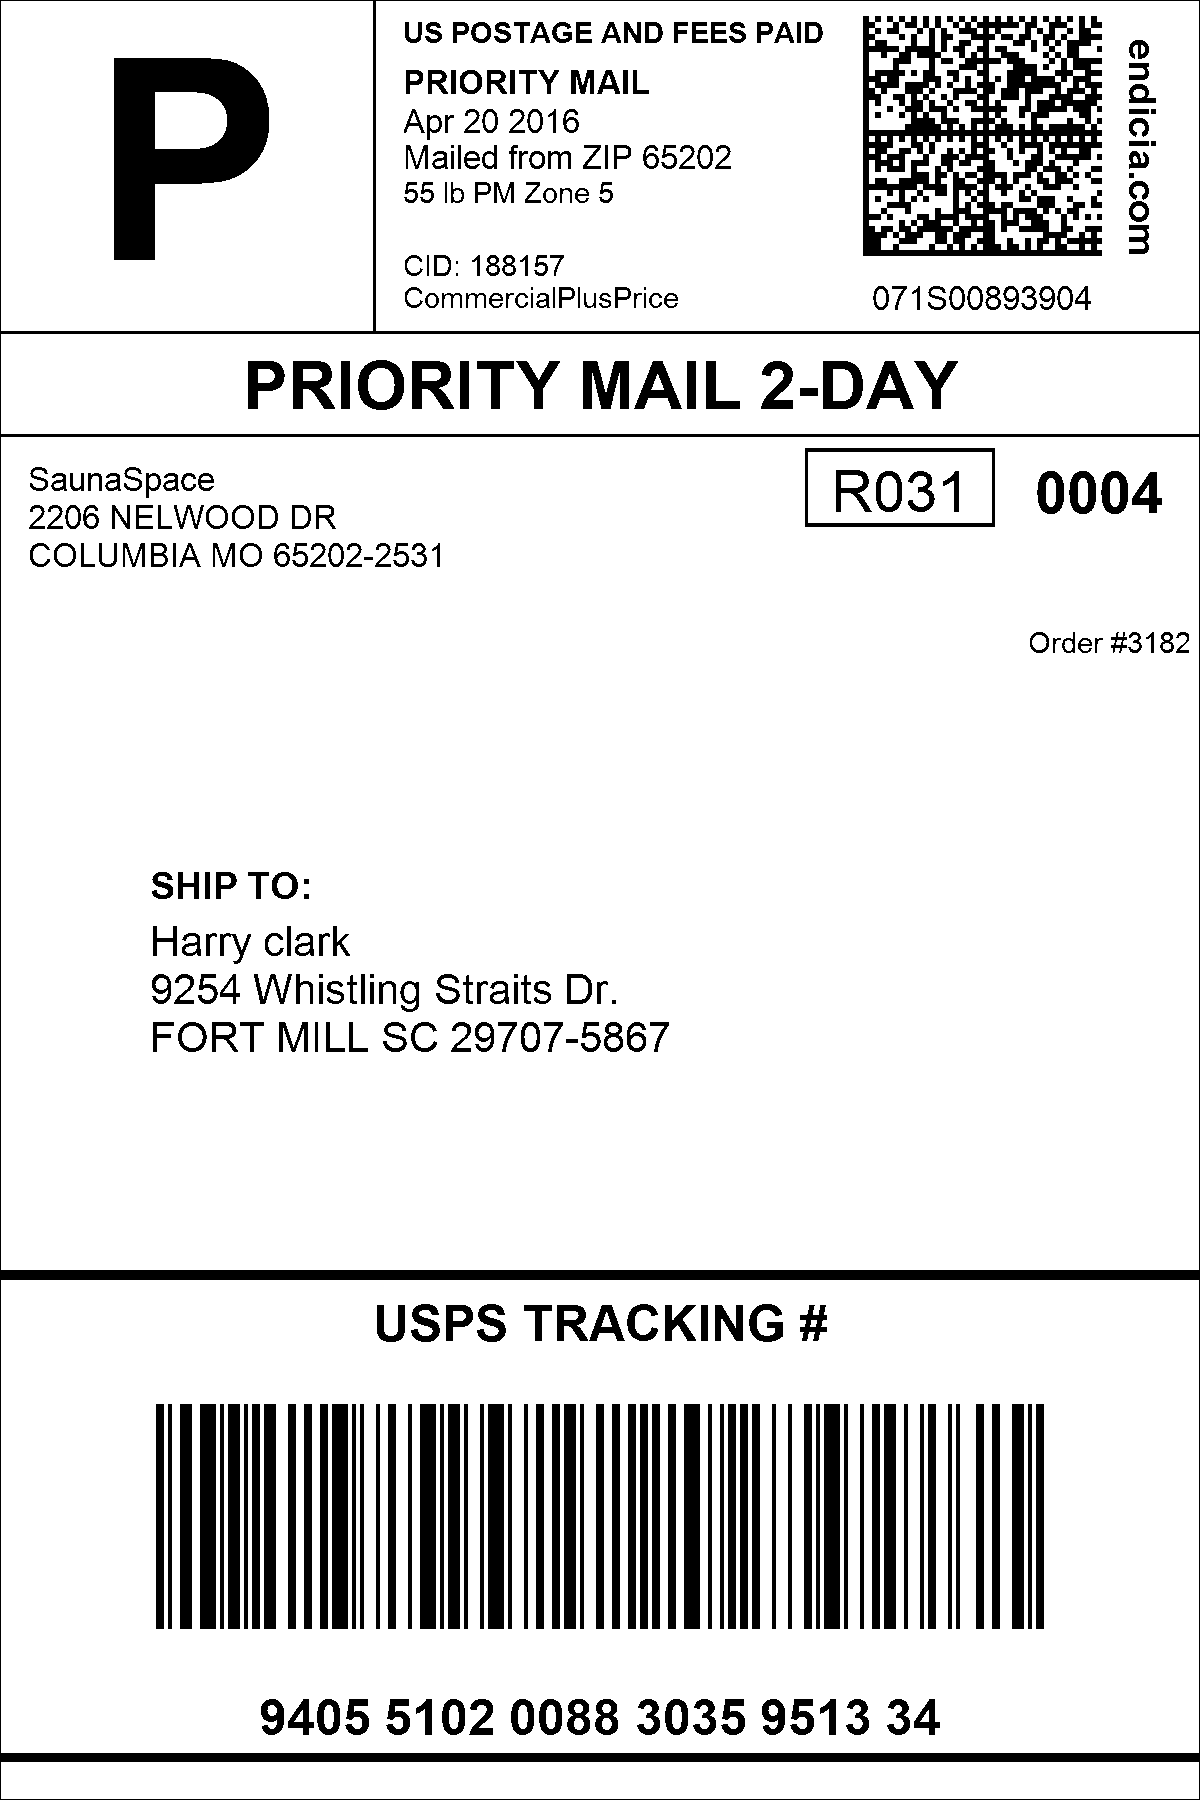 P
US POSTAGE AND FEES PAID
PRIORITY MAIL
Apr 20 2016
Mailed from ZIP 65202
55 lb PM Zone 5
CID: 188157
CommercialPlusPrice
071S00893904
endicia.com
PRIORITY MAIL 2-DAY
SaunaSpace
2206 NELWOOD DR
COLUMBIA MO 65202-2531
R031
0004
Order #3182
SHIP TO:
Harry clark
9254 Whistling Straits Dr.
FORT MILL SC 29707-5867
USPS TRACKING #
9405 5102 0088 3035 9513 34